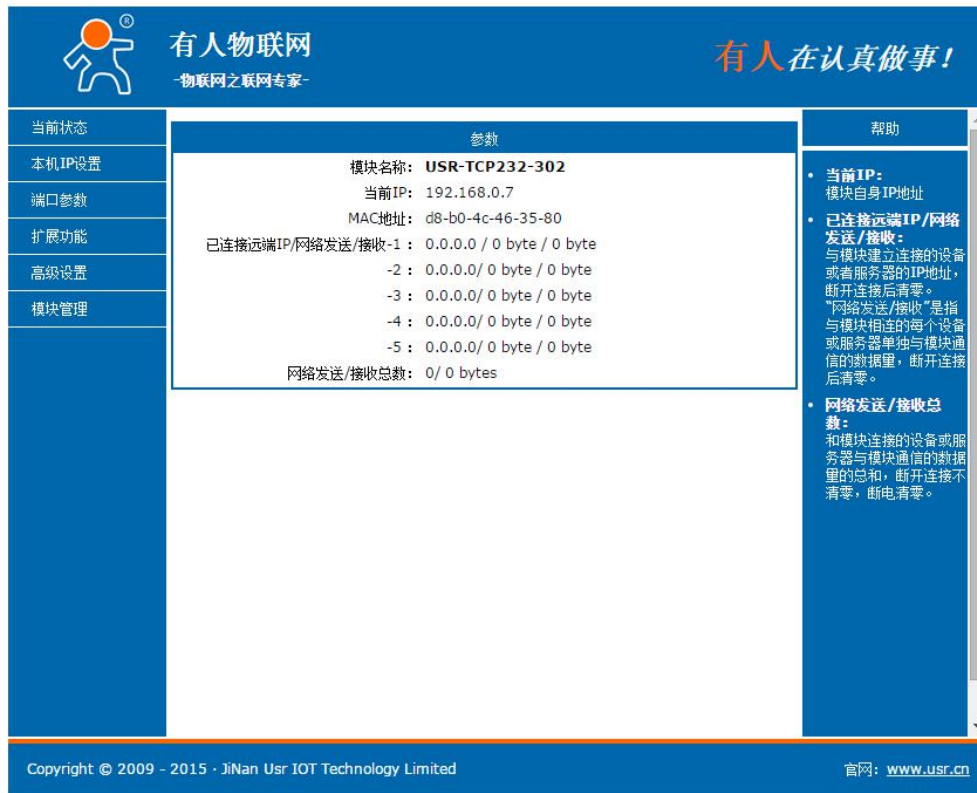 ®
有人物联网
-物联网之联网专家-
有人在认真做事!
当前状态
本机IP设置
端口参数
扩展功能
高级设置
模块管理
参数
模块名称: USR-TCP232-302
当前IP: 192.168.0.7
MAC地址: d8-b0-4c-46-35-80
已连接远端IP/网络发送/接收-1 : 0.0.0.0 / 0 byte / 0 byte
-2 : 0.0.0.0/ 0 byte / 0 byte
-3 : 0.0.0.0/ 0 byte / 0 byte
-4 : 0.0.0.0/ 0 byte / 0 byte
-5 : 0.0.0.0/ 0 byte / 0 byte
网络发送/接收总数: 0/ 0 bytes
帮助
• 当前IP:
模块自身IP地址
• 已连接远端IP/网络
发送/接收:
与模块建立连接的设备
或者服务器的IP地址,
断开连接后清零。
"网络发送/接收"是指
与模块相连的每个设备
或服务器单独与模块通
信的数据量,断开连接
后清零。
• 网络发送/接收总
数:
和模块连接的设备或服
务器与模块通信的数据
量的总和,断开连接不
清零,断电清零。
Copyright © 2009 - 2015 · JiNan Usr IOT Technology Limited
官网: www.usr.cn